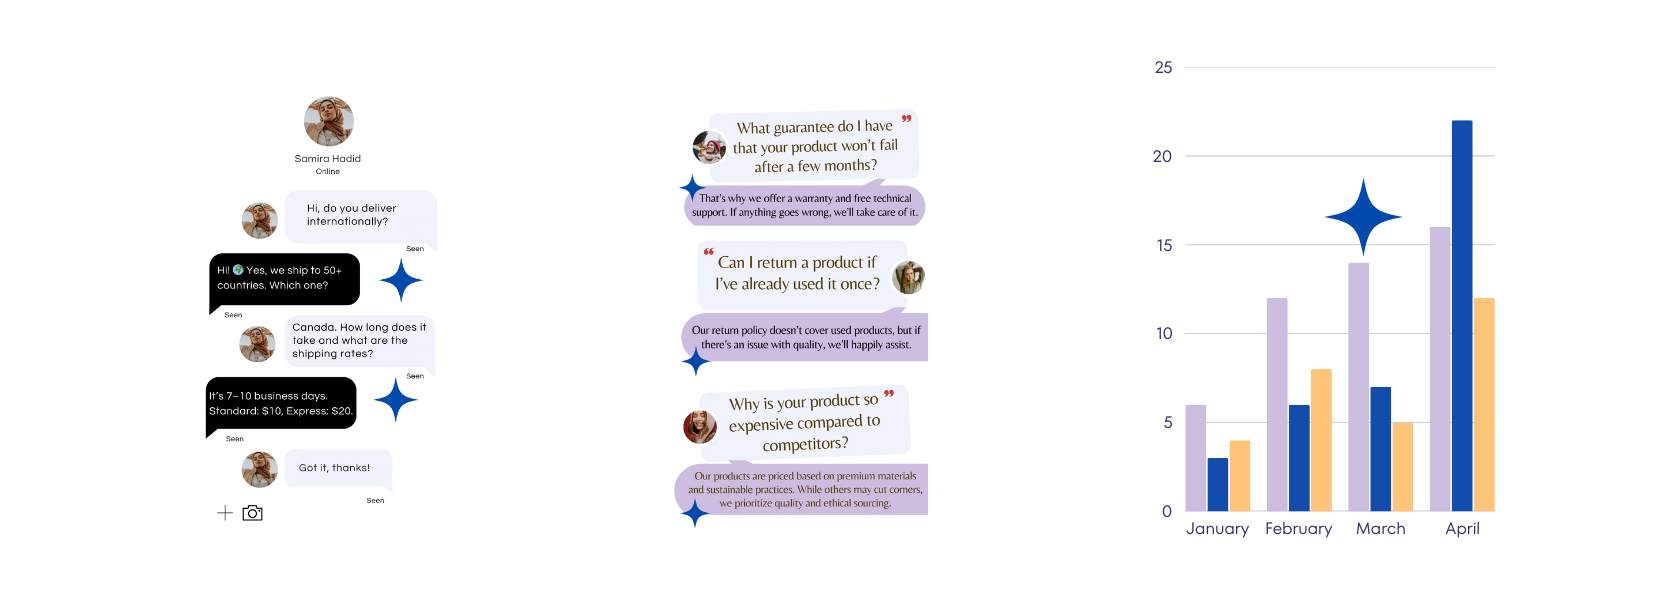 Samira Hadid
Online
Hi, do you deliver
internationally?
Seen
Hi! 🌍 Yes, we ship to 50+
countries. Which one?
Seen
Canada. How long does it
take and what are the
shipping rates?
Seen
It's 7–10 business days.
Standard: $10, Express: $20.
Seen
Got it, thanks!
Seen
What guarantee do I have
that your product won't fail
after a few months?
”
That's why we offer a warranty and free technical
support. If anything goes wrong, we'll take care of it.
“
Can I return a product if
I've already used it once?
Our return policy doesn't cover used products, but if
there's an issue with quality, we'll happily assist.
Why is your product so
expensive compared to
competitors?
”
Our products are priced based on premium materials
and sustainable practices. While others may cut corners,
we prioritize quality and ethical sourcing.
25
20
15
10
5
0
January February March April